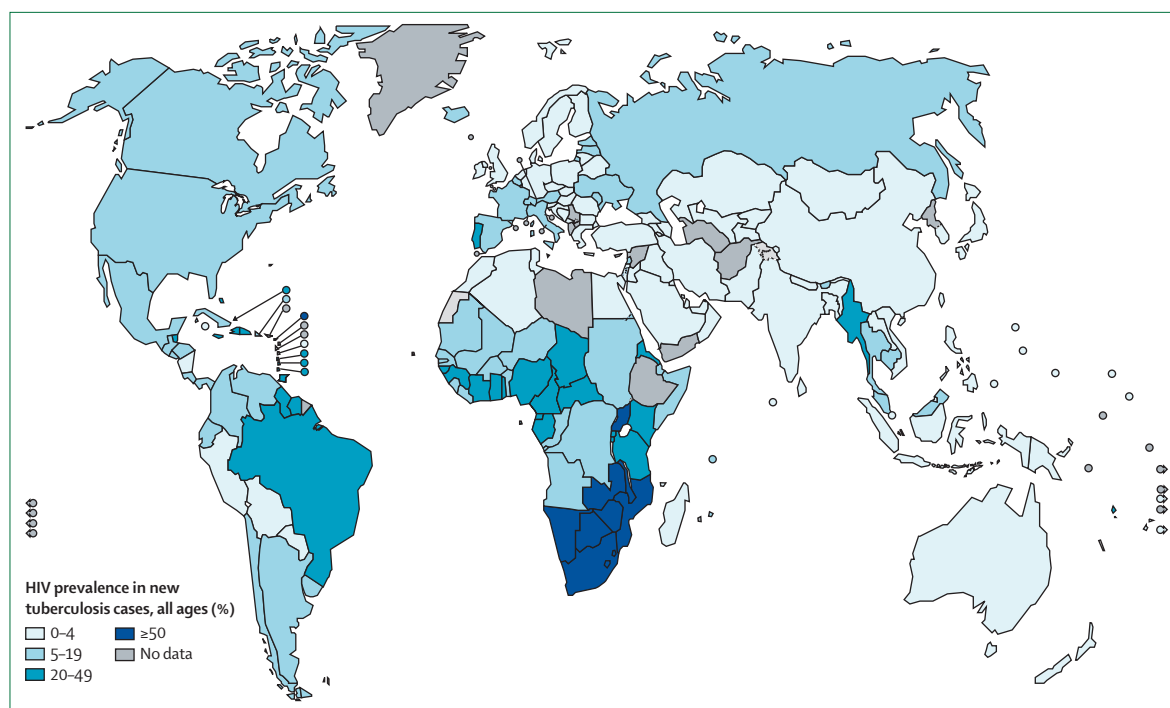 HIV prevalence in new
tuberculosis cases, all ages (%)
0–4
5–19
20–49
≥50
No data